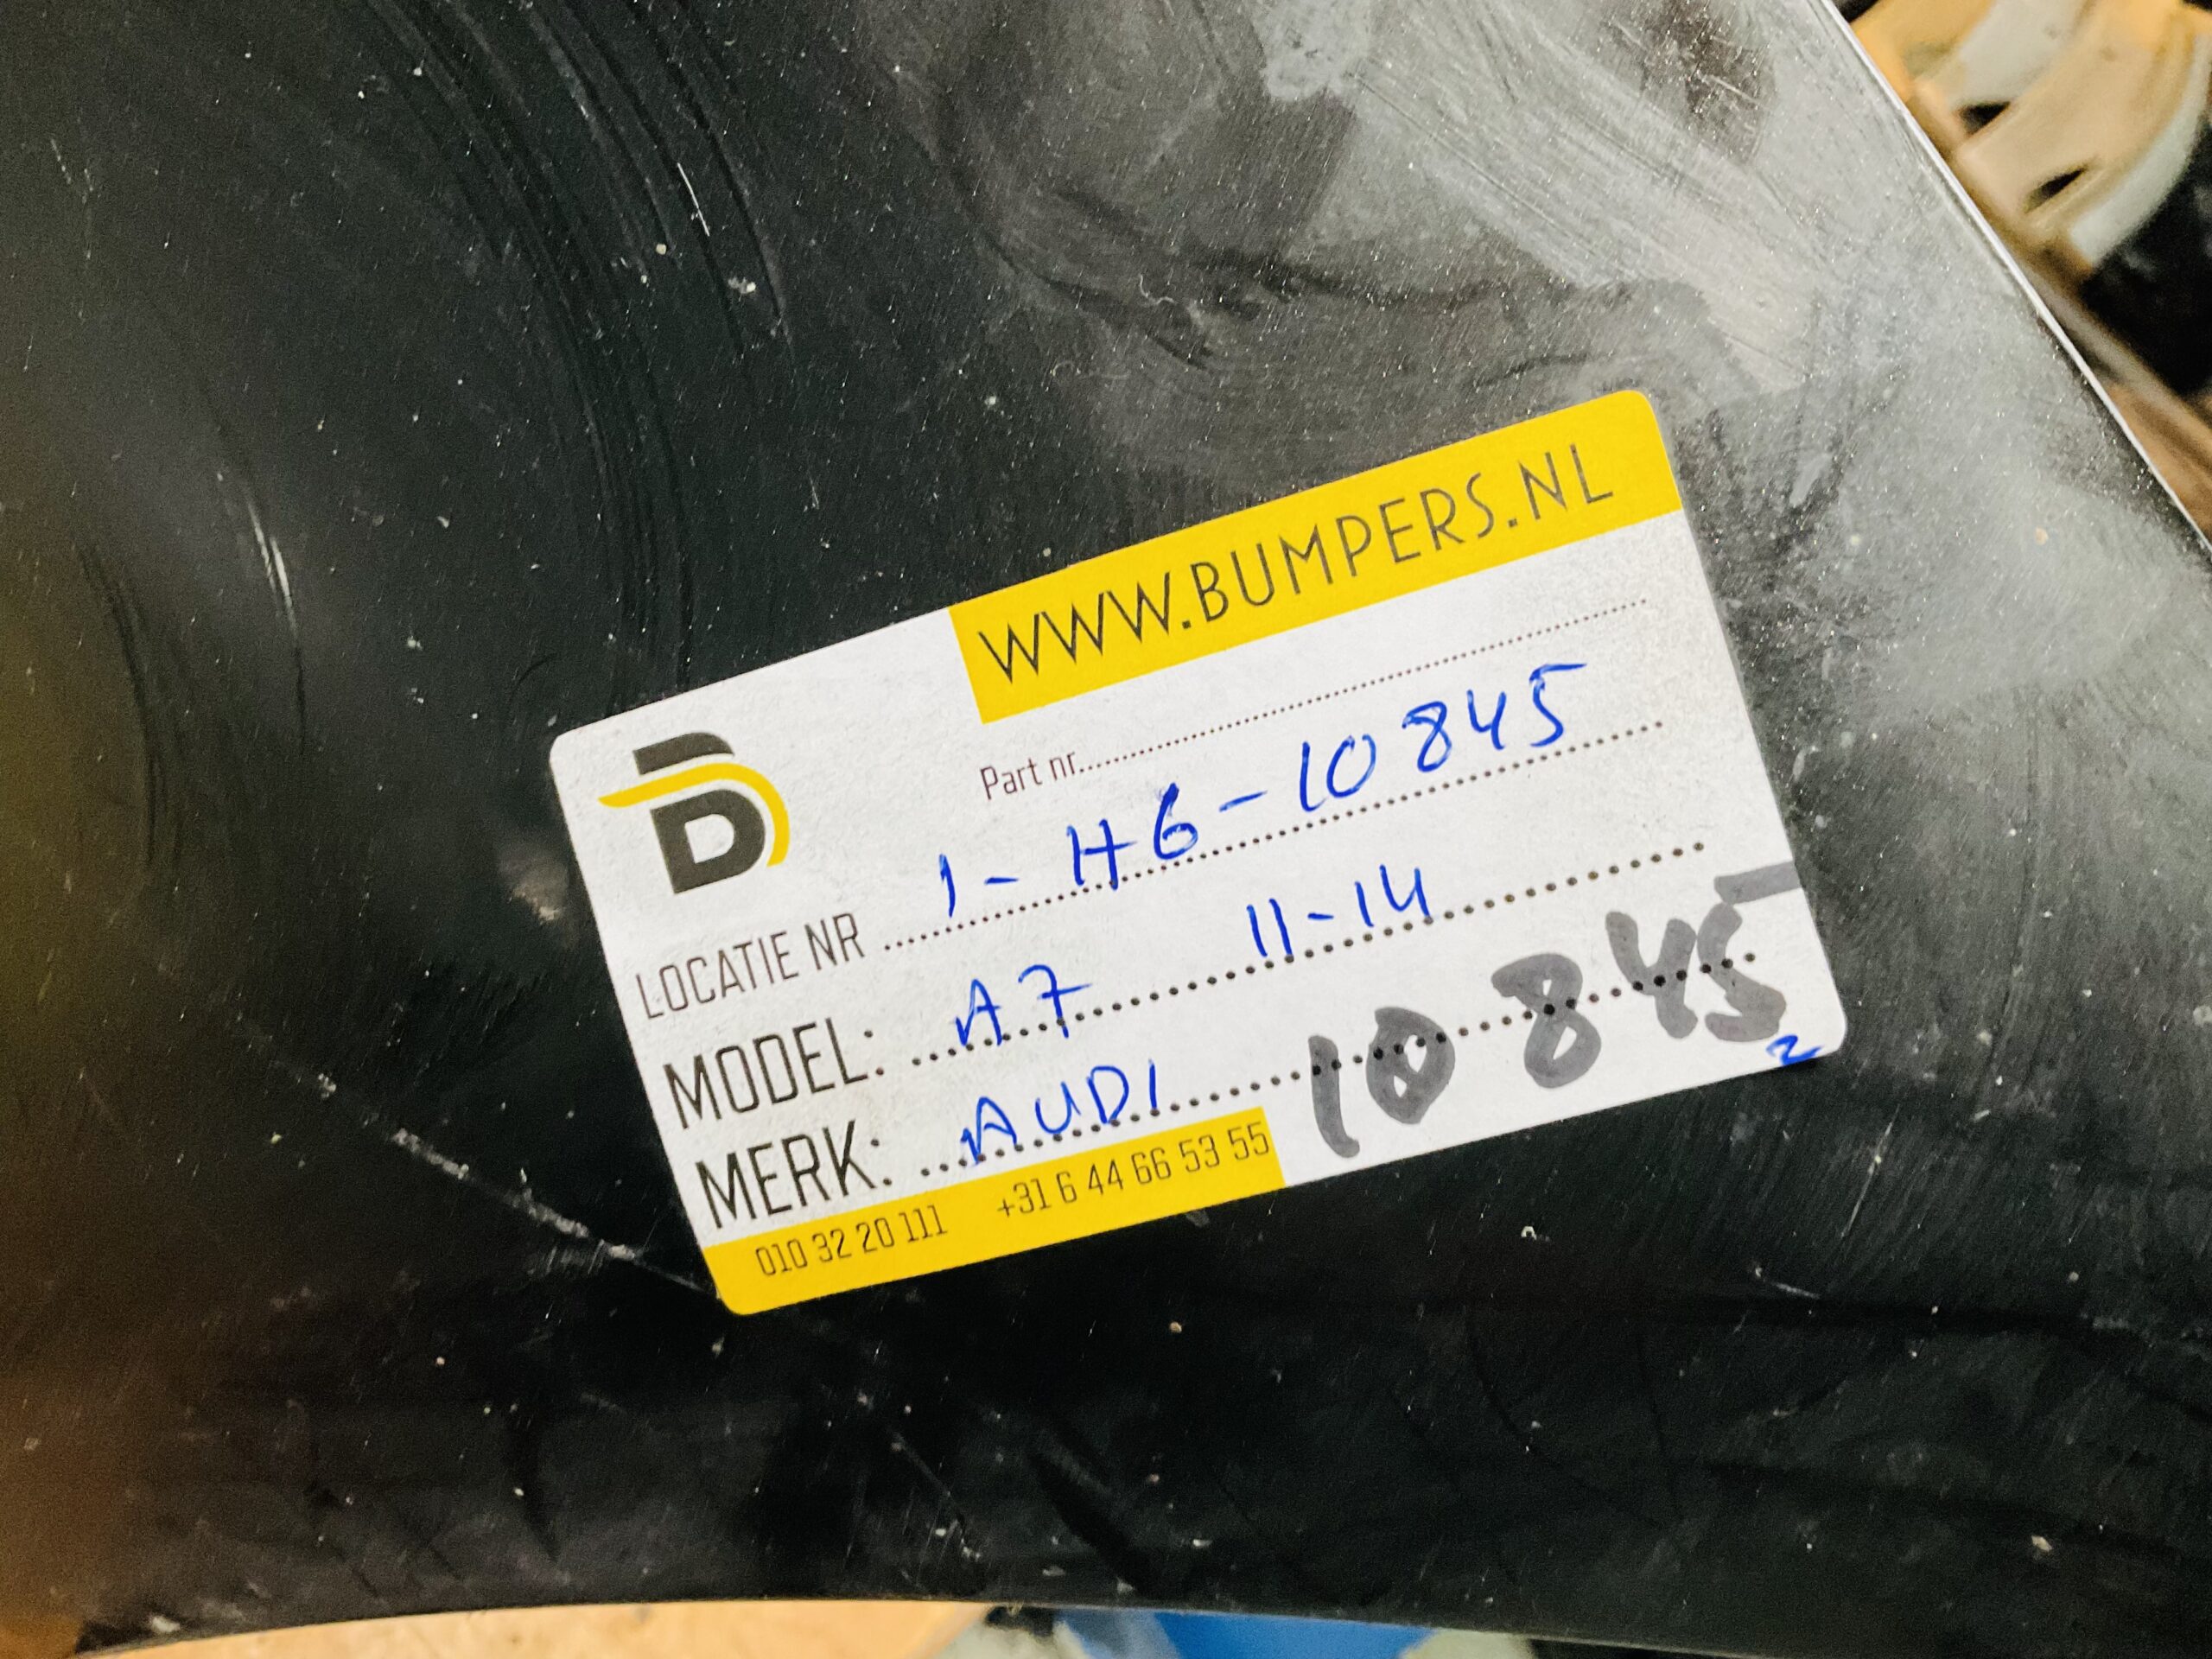 WWW.BUMPERS.NL
B
Part nr.............................
LOCATIE NR 1-H6-10845
MODEL: A7 11-14
MERK: AUDI 10845
2
010 32 20 111 +31 6 44 66 53 55